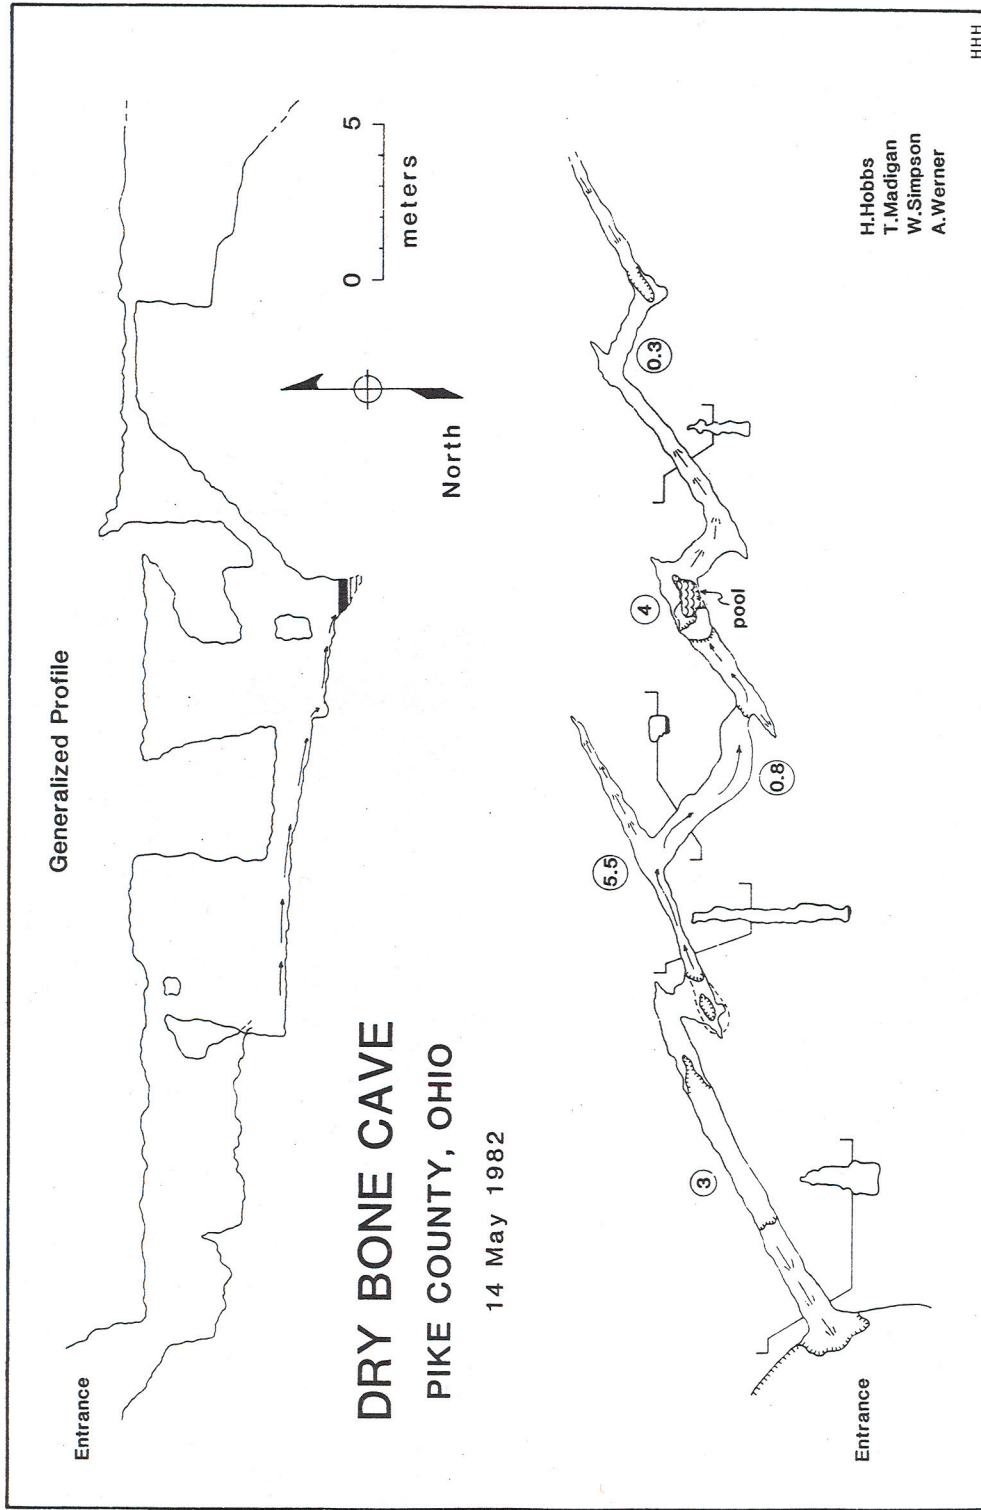 Generalized Profile
Entrance
DRY BONE CAVE
PIKE COUNTY, OHIO
14 May 1982
North
0 5
meters
Entrance
3
5.5
0.8
4
pool
0.3
H.Hobbs
T.Madigan
W.Simpson
A.Werner
HHH